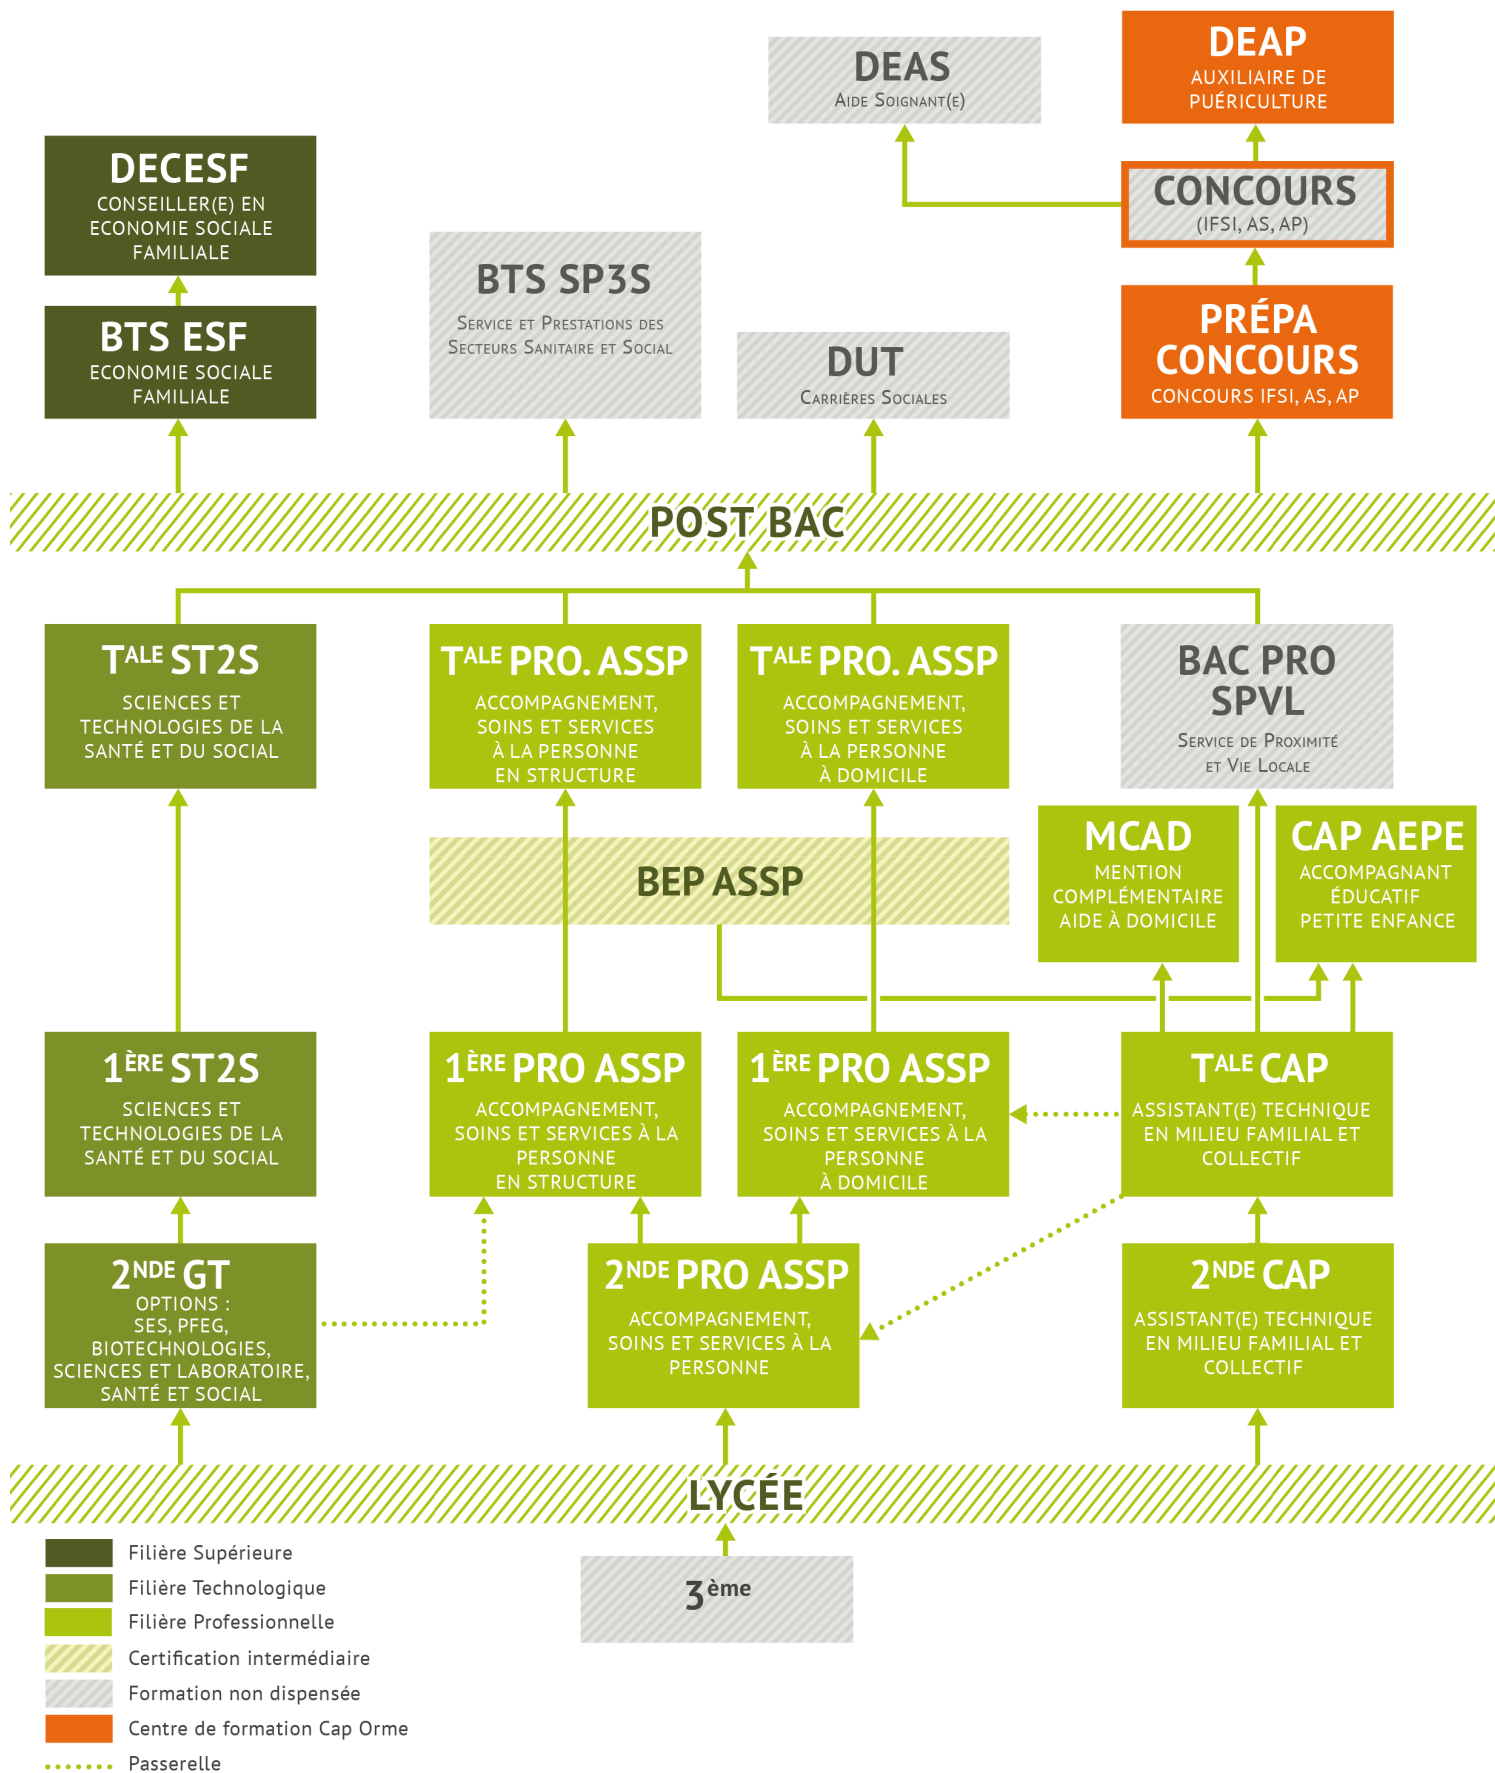 DEAP
AUXILIAIRE DE
PUÉRICULTURE
DEAS
Aide Soignant(e)
DECESF
CONSEILLER(E) EN
ECONOMIE SOCIALE
FAMILIALE
CONCOURS
(IFSI, AS, AP)
BTS SP3S
Service et Prestations des
Secteurs Sanitaire et Social
BTS ESF
ECONOMIE SOCIALE
FAMILIALE
DUT
Carrières Sociales
PRÉPA
CONCOURS
CONCOURS IFSI, AS, AP
POST BAC
TALE ST2S
SCIENCES ET
TECHNOLOGIES DE LA
SANTÉ ET DU SOCIAL
TALE PRO. ASSP
ACCOMPAGNEMENT,
SOINS ET SERVICES
À LA PERSONNE
EN STRUCTURE
TALE PRO. ASSP
ACCOMPAGNEMENT,
SOINS ET SERVICES
À LA PERSONNE
À DOMICILE
BAC PRO
SPVL
Service de Proximité
et Vie Locale
BEP ASSP
MCAD
MENTION
COMPLÉMENTAIRE
AIDE À DOMICILE
CAP AEPE
ACCOMPAGNANT
ÉDUCATIF
PETITE ENFANCE
1ÈRE ST2S
SCIENCES ET
TECHNOLOGIES DE LA
SANTÉ ET DU SOCIAL
1ÈRE PRO ASSP
ACCOMPAGNEMENT,
SOINS ET SERVICES À LA
PERSONNE
EN STRUCTURE
1ÈRE PRO ASSP
ACCOMPAGNEMENT,
SOINS ET SERVICES À LA
PERSONNE
À DOMICILE
TALE CAP
ASSISTANT(E) TECHNIQUE
EN MILIEU FAMILIAL ET
COLLECTIF
2NDE GT
OPTIONS :
SES, PFEG,
BIOTECHNOLOGIES,
SCIENCES ET LABORATOIRE,
SANTÉ ET SOCIAL
2NDE PRO ASSP
ACCOMPAGNEMENT,
SOINS ET SERVICES À LA
PERSONNE
2NDE CAP
ASSISTANT(E) TECHNIQUE
EN MILIEU FAMILIAL ET
COLLECTIF
LYCÉE
3ème
Filière Supérieure
Filière Technologique
Filière Professionnelle
Certification intermédiaire
Formation non dispensée
Centre de formation Cap Orme
Passerelle